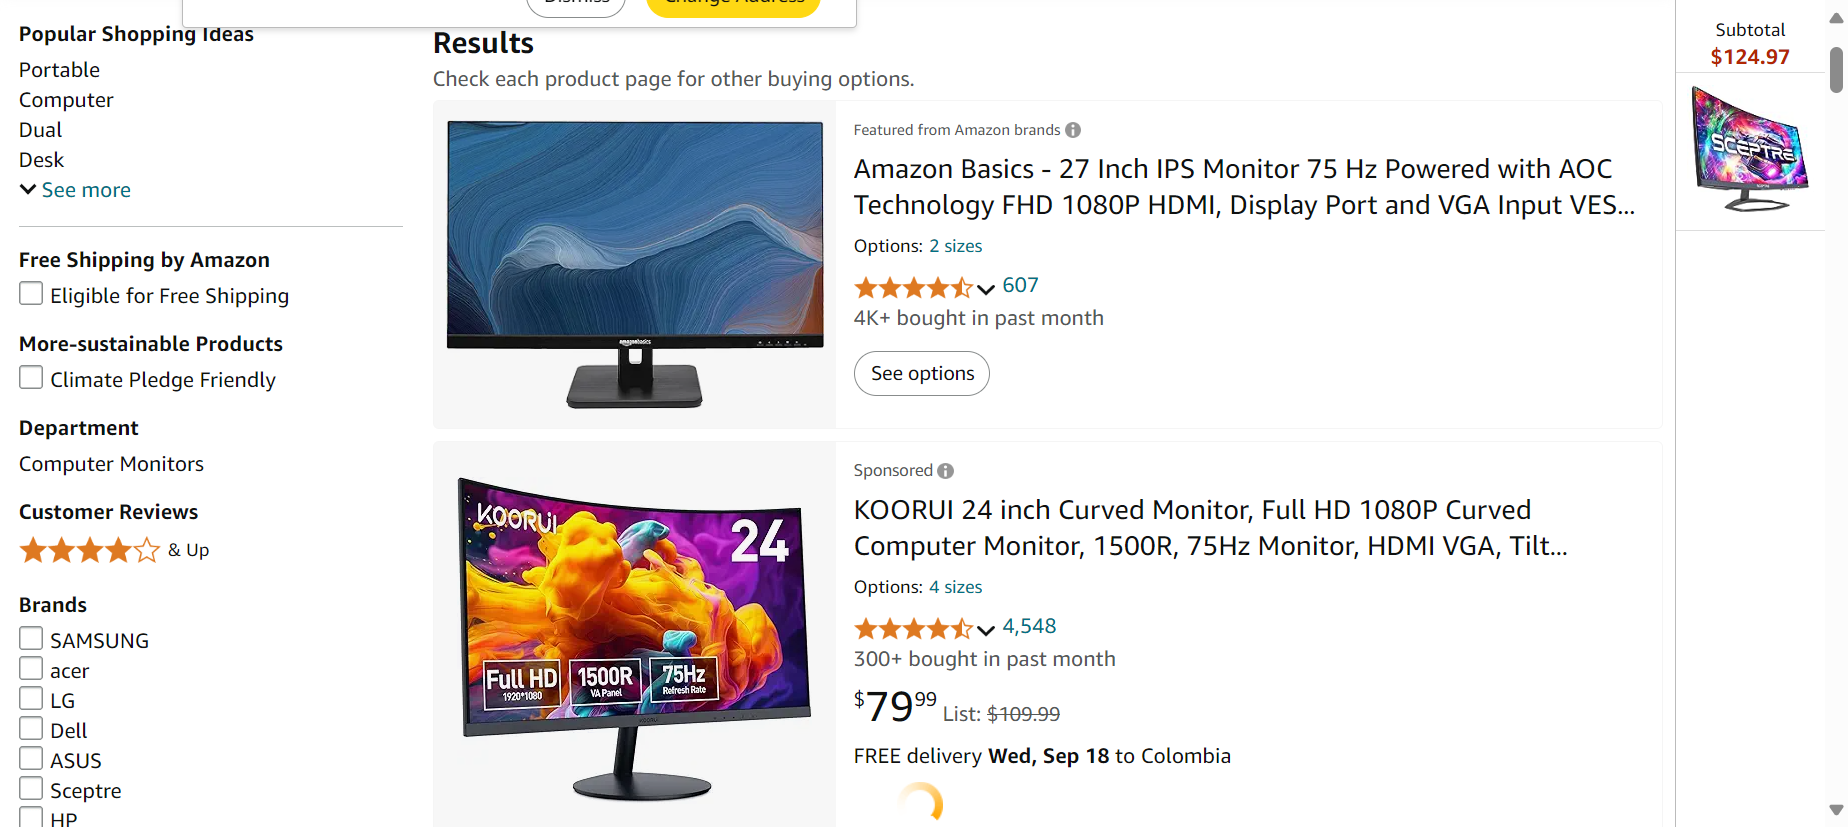 Dismiss
Change Address
Popular Shopping Ideas
Portable
Computer
Dual
Desk
See more
Free Shipping by Amazon
Eligible for Free Shipping
More-sustainable Products
Climate Pledge Friendly
Department
Computer Monitors
Customer Reviews
& Up
Brands
SAMSUNG
acer
LG
Dell
ASUS
Sceptre
HP
Results
Check each product page for other buying options.
amazonbasics
Featured from Amazon brands
Amazon Basics - 27 Inch IPS Monitor 75 Hz Powered with AOC
Technology FHD 1080P HDMI, Display Port and VGA Input VES...
Options: 2 sizes
607
4K+ bought in past month
See options
KOORUI
24
Full HD
1920*1080
1500R
VA Panel
75Hz
Refresh Rate
KOORUI
Sponsored
KOORUI 24 inch Curved Monitor, Full HD 1080P Curved
Computer Monitor, 1500R, 75Hz Monitor, HDMI VGA, Tilt...
Options: 4 sizes
4,548
300+ bought in past month
$79.99 List: $109.99
FREE delivery Wed, Sep 18 to Colombia
Subtotal
$124.97
SCEPTRE